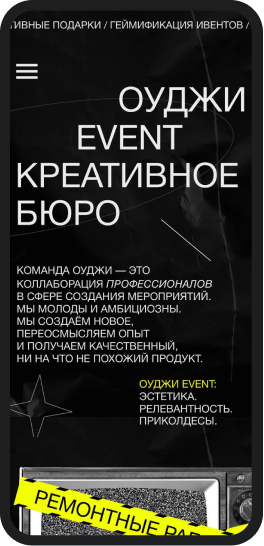 ПОДАРКИ / ГЕЙМИФИКАЦИЯ ИВЕНТОВ /
ОУДЖИ
EVENT
КРЕАТИВНОЕ
БЮРО
КОМАНДА ОУДЖИ — ЭТО
КОЛЛАБОРАЦИЯ ПРОФЕССИОНАЛОВ
В СФЕРЕ СОЗДАНИЯ МЕРОПРИЯТИЙ.
МЫ МОЛОДЫ И АМБИЦИОЗНЫ.
МЫ СОЗДАЁМ НОВОЕ,
ПЕРЕОСМЫСЛЯЕМ ОПЫТ
И ПОЛУЧАЕМ КАЧЕСТВЕННЫЙ,
НИ НА ЧТО НЕ ПОХОЖИЙ ПРОДУКТ.
ОУДЖИ EVENT:
ЭСТЕТИКА.
РЕЛЕВАНТНОСТЬ.
ПРИКОЛДЕСЫ.
РЕМОНТНЫЕ